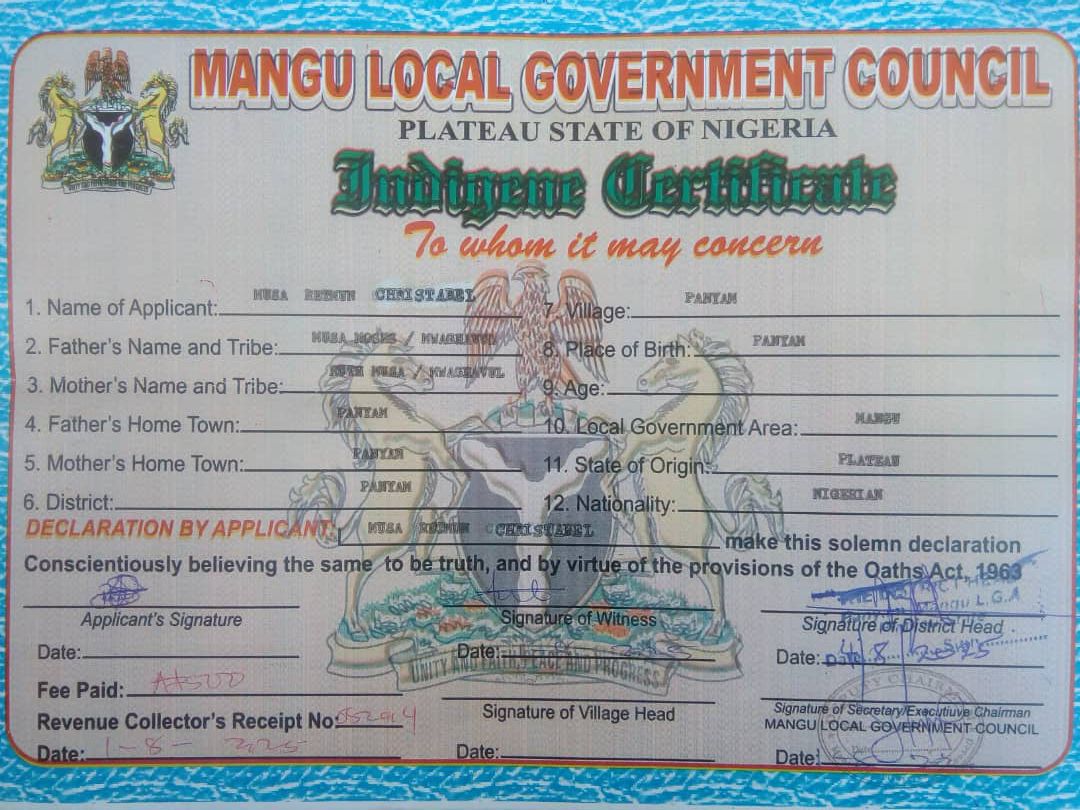 MANGU LOCAL GOVERNMENT COUNCIL
PLATEAU STATE OF NIGERIA
Indigene Certificate
To whom it may concern
1. Name of Applicant: MUSA CHRISTABEL
2. Father's Name and Tribe: MUSA MOSES / MWAGHAVUL
3. Mother's Name and Tribe: RUTH MUSA / MWAGHAVUL
4. Father's Home Town: PANYAM
5. Mother's Home Town: PANYAM
6. District: PANYAM
7. Village: PANYAM
8. Place of Birth: PANYAM
9. Age:
10. Local Government Area: MANGU
11. State of Origin: PLATEAU
12. Nationality: NIGERIAN
DECLARATION BY APPLICANT: I, MUSA CHRISTABEL make this solemn declaration
Conscientiously believing the same to be truth, and by virtue of the provisions of the Oaths Act, 1963
Applicant's Signature
Signature of Witness
Mangu L.G.A
Signature of District Head
Date:
Date:
Date:
UNITY AND FAITH, PEACE AND PROGRESS
Fee Paid: ₦500
Revenue Collector's Receipt No:
Date: 1-8-
Signature of Village Head
Date:
Signature of Secretary/Executiuve Chairman
MANGU LOCAL GOVERNMENT COUNCIL
Date: